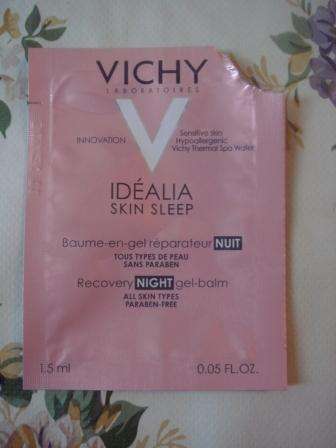 VICHY
LABORATOIRES
INNOVATION
Sensitive skin
Hypoallergenic
Vichy Thermal Spa Water
IDÉALIA
SKIN SLEEP
Baume-en-gel réparateur NUIT
TOUS TYPES DE PEAU
SANS PARABEN
Recovery NIGHT gel-balm
ALL SKIN TYPES
PARABEN-FREE
1.5 ml
0.05 FL.OZ.